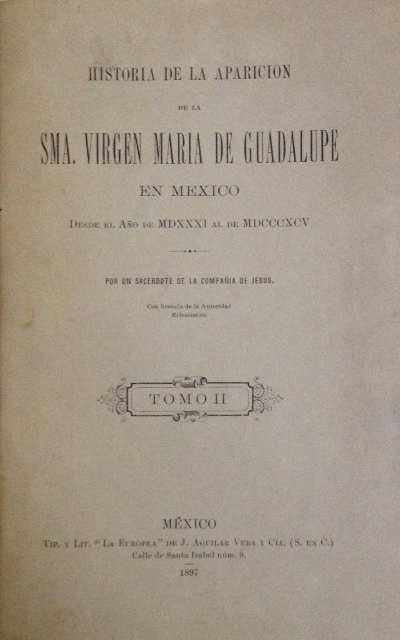 HISTORIA DE LA APARICION
DE LA
SMA. VIRGEN MARIA DE GUADALUPE
EN MEXICO
DESDE EL AÑO DE MDXXXI AL DE MDCCCXCV
POR UN SACERDOTE DE LA COMPAÑIA DE JESUS.
Con licencia de la Autoridad
Eclesiástica.
TOMO II
MÉXICO
TIP. Y LIT. "LA EUROPEA" DE J. AGUILAR VERA Y CÍA. (S. EN C.)
Calle de Santa Isabel núm. 9.
1897